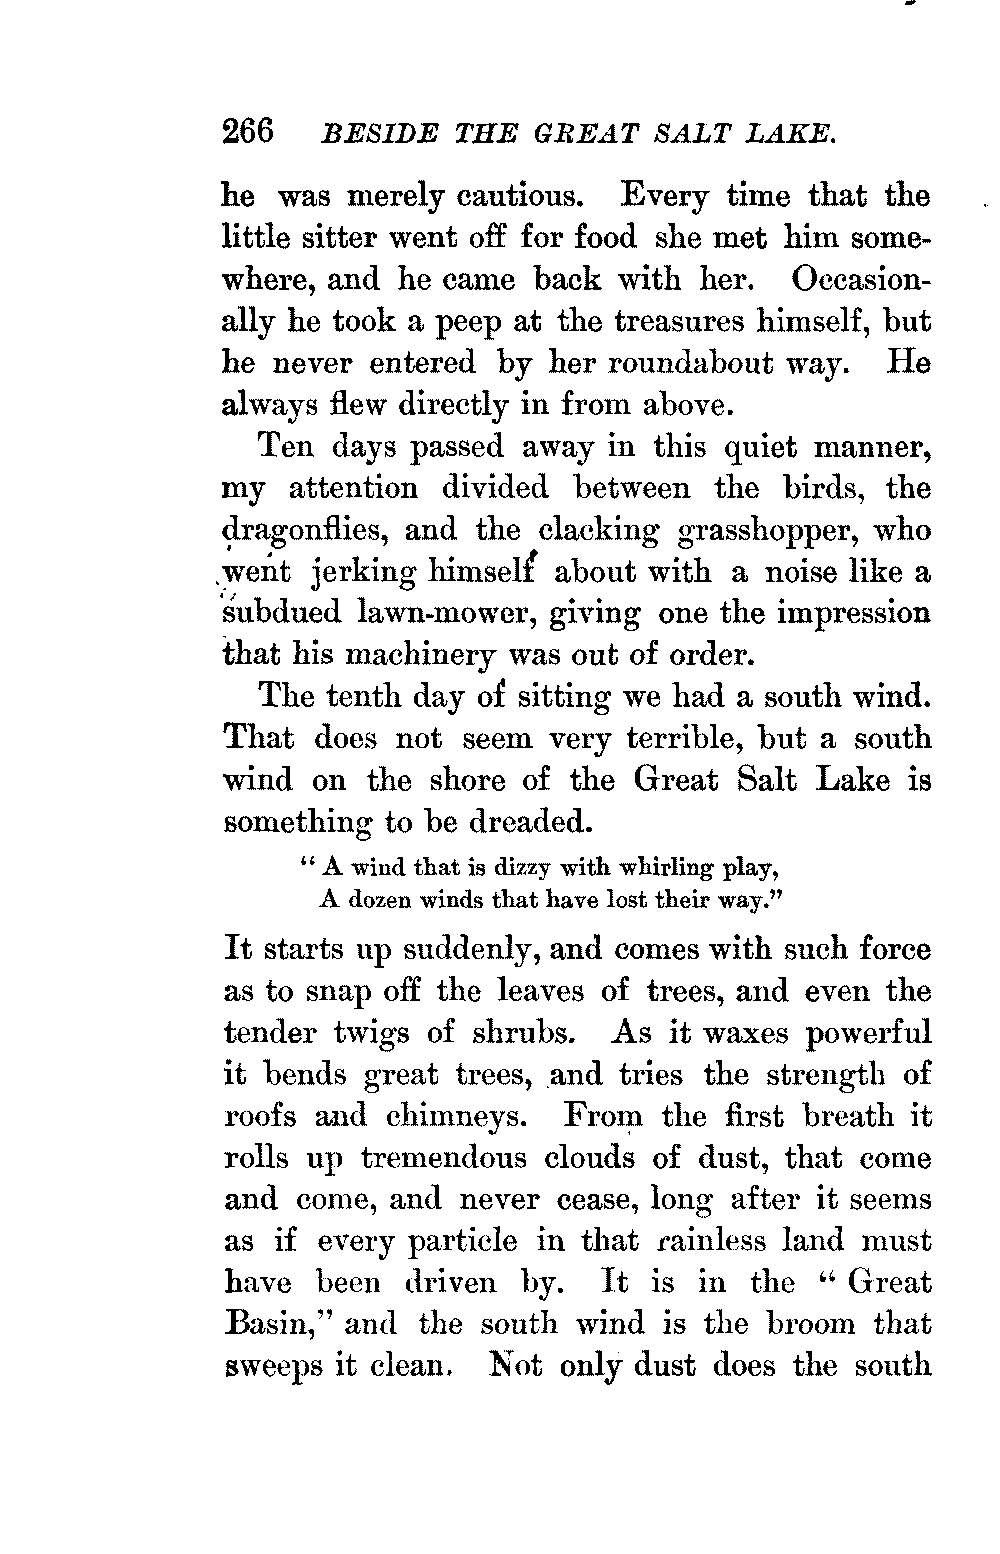 266 BESIDE THE GREAT SALT LAKE.
he was merely cautious. Every time that the
little sitter went off for food she met him some-
where, and he came back with her. Occasion-
ally he took a peep at the treasures himself, but
he never entered by her roundabout way. He
always flew directly in from above.
Ten days passed away in this quiet manner,
my attention divided between the birds, the
dragonflies, and the clacking grasshopper, who
went jerking himself about with a noise like a
subdued lawn-mower, giving one the impression
that his machinery was out of order.
The tenth day of sitting we had a south wind.
That does not seem very terrible, but a south
wind on the shore of the Great Salt Lake is
something to be dreaded.
"A wind that is dizzy with whirling play,
A dozen winds that have lost their way."
It starts up suddenly, and comes with such force
as to snap off the leaves of trees, and even the
tender twigs of shrubs. As it waxes powerful
it bends great trees, and tries the strength of
roofs and chimneys. From the first breath it
rolls up tremendous clouds of dust, that come
and come, and never cease, long after it seems
as if every particle in that rainless land must
have been driven by. It is in the "Great
Basin," and the south wind is the broom that
sweeps it clean. Not only dust does the south